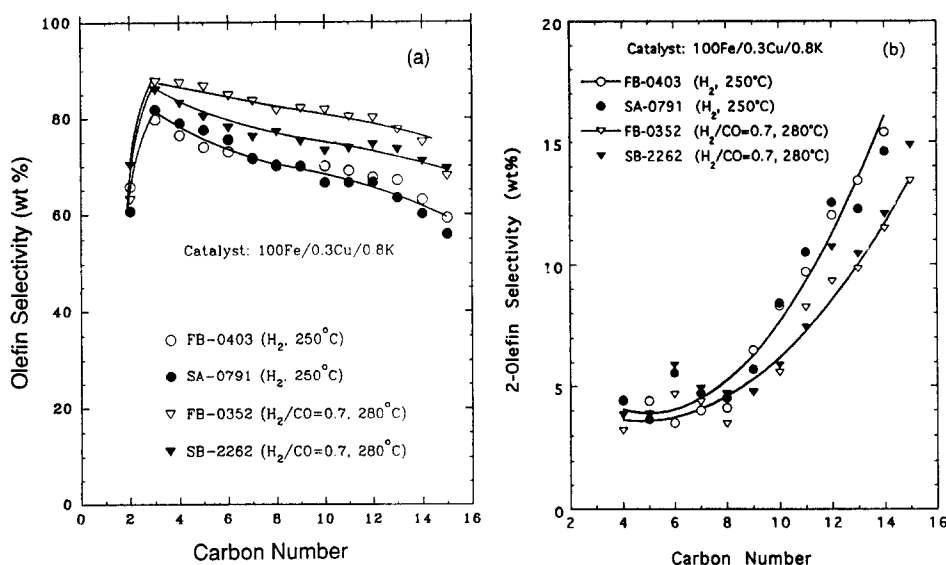 (a)
Olefin Selectivity (wt %)
100
80
60
40
20
0
Catalyst: 100Fe/0.3Cu/0.8K
FB-0403 (H2. 250°C)
SA-0791 (H2. 250°C)
FB-0352 (H2/CO=0.7, 280°C)
SB-2262 (H2/CO=0.7, 280°C)
0 2 4 6 8 10 12 14 16
Carbon Number
(b)
2-Olefin Selectivity (wt%)
20
15
10
5
0
Catalyst: 100Fe/0.3Cu/0.8K
FB-0403 (H2, 250°C)
SA-0791 (H2, 250°C)
FB-0352 (H2/CO=0.7, 280°C)
SB-2262 (H2/CO=0.7, 280°C)
2 4 6 8 10 12 14 16
Carbon Number